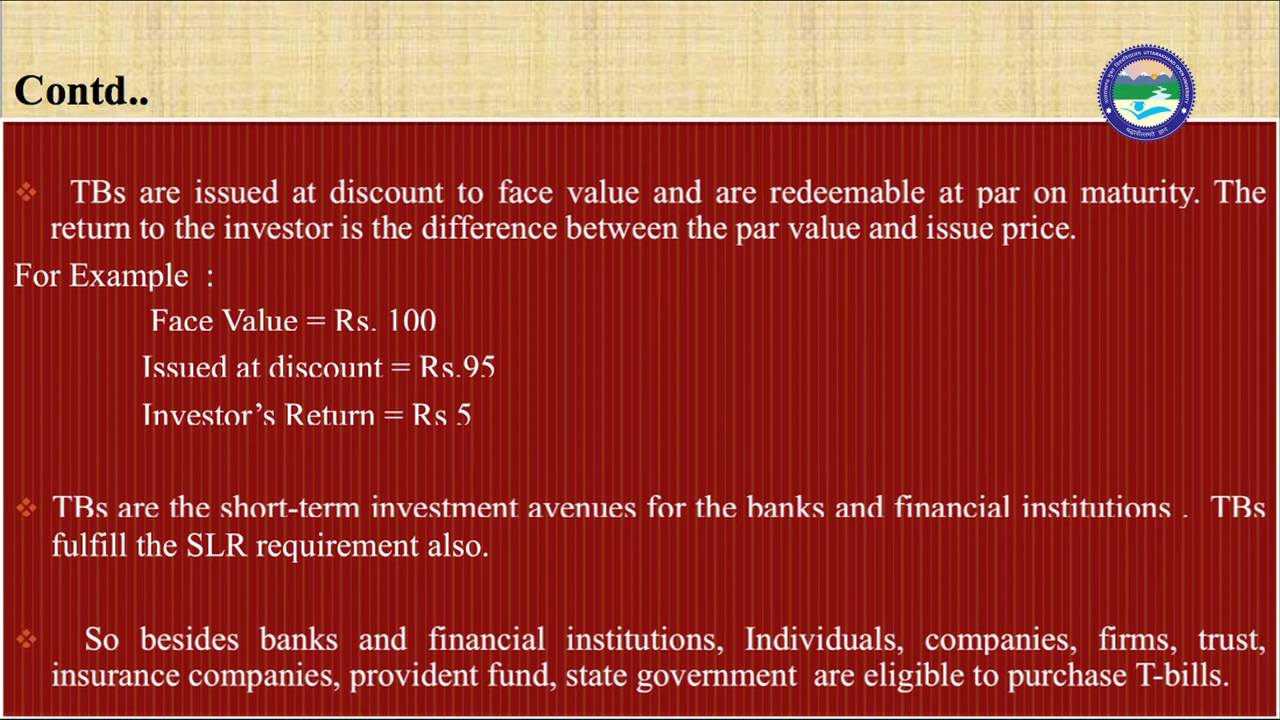 Contd..
UTTARAKHAND OPEN UNIVERSITY
TBs are issued at discount to face value and are redeemable at par on maturity. The
return to the investor is the difference between the par value and issue price.
For Example :
Face Value = Rs. 100
Issued at discount = Rs.95
Investor’s Return = Rs 5
TBs are the short-term investment avenues for the banks and financial institutions . TBs
fulfill the SLR requirement also.
So besides banks and financial institutions, Individuals, companies, firms, trust,
insurance companies, provident fund, state government are eligible to purchase T-bills.